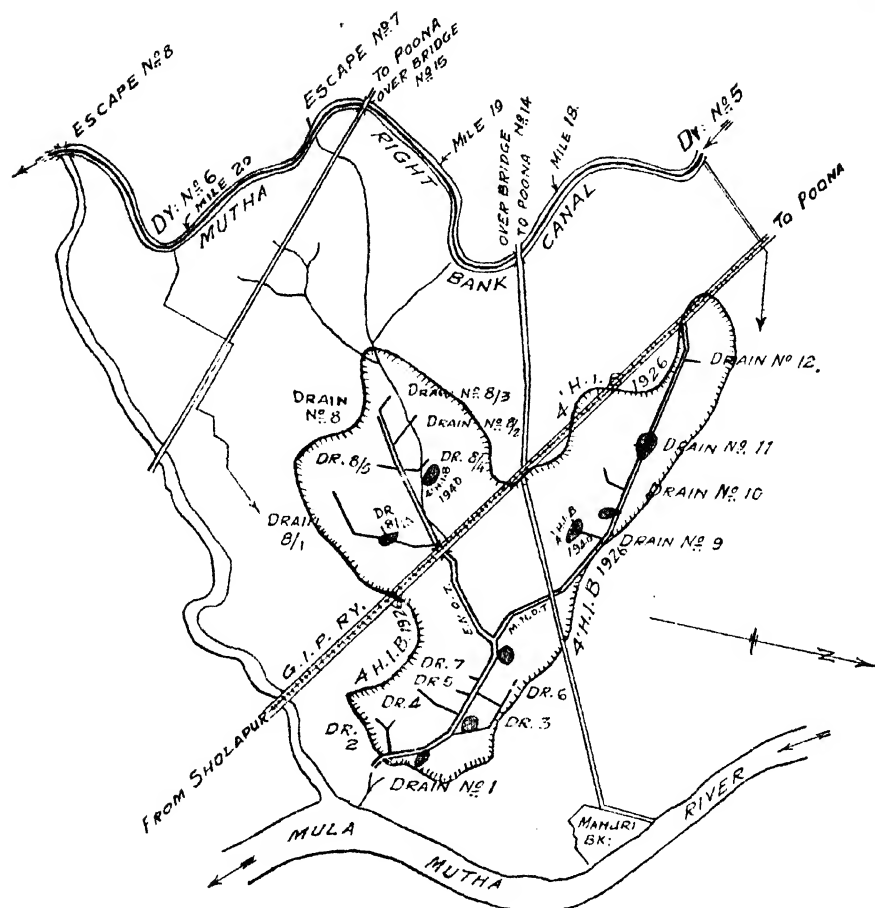 ESCAPE No 8
ESCAPE No 7
TO POONA
OVER BRIDGE
No 15
RIGHT
MILE 19
OVER BRIDGE No 14
TO POONA
MILE 18.
DY: No 5
DY: No 6
MILE 20
MUTHA
CANAL
BANK
TO POONA
DRAIN No 12.
4' H.I.B
1926
DRAIN No 8/3
DRAIN
No 8
DRAIN No 8/2
DR. 8/5
DR. 8/4
4' H.I.B
1940
DRAIN No. 11
DRAIN No 10
DRAIN
8/1
DR
4' H.I.B
1940
DRAIN No 9
4' H.I.B 1926
E.N.O.T
M.N.O.T
G.I.P RY.
4' H.I.B.
1926
DR. 7
DR 5
DR. 6
DR. 4
DR. 3
DR.
2
N
FROM SHOLAPUR
DRAIN No 1
MANJRI
BK:
RIVER
MULA
MUTHA